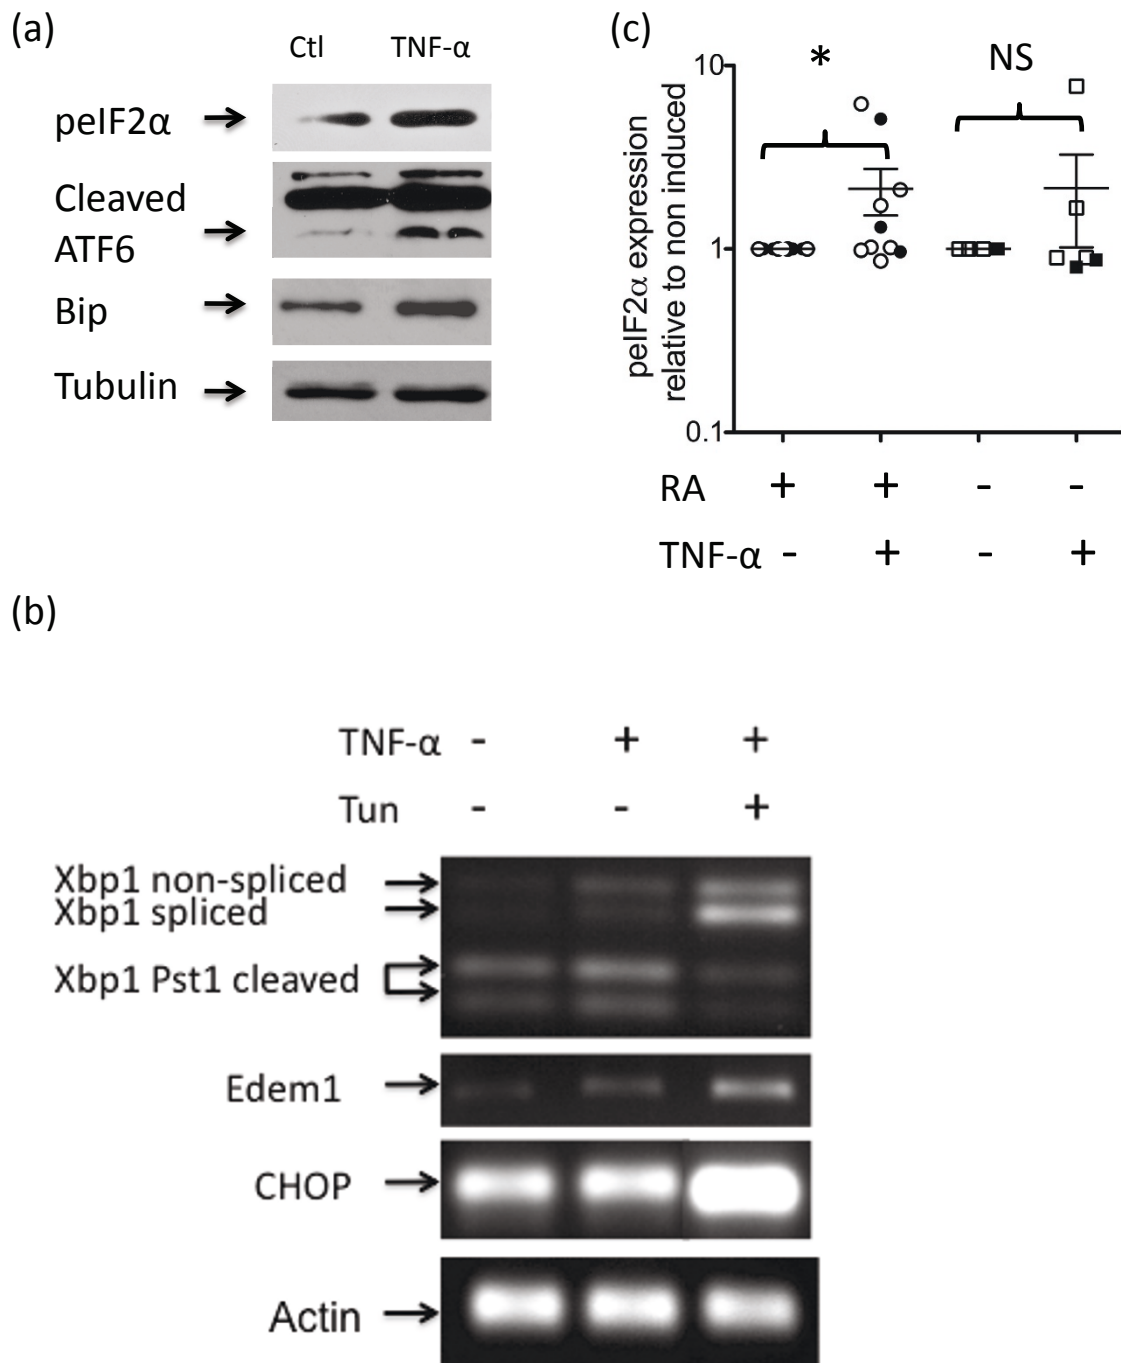 (a)
Ctl TNF-α
peIF2α
Cleaved
ATF6
Bip
Tubulin
(c)
* NS
10
1
0.1
peIF2α expression
relative to non induced
RA + + - -
TNF-α - + - +
(b)
TNF-α - + +
Tun - - +
Xbp1 non-spliced
Xbp1 spliced
Xbp1 Pst1 cleaved
Edem1
CHOP
Actin